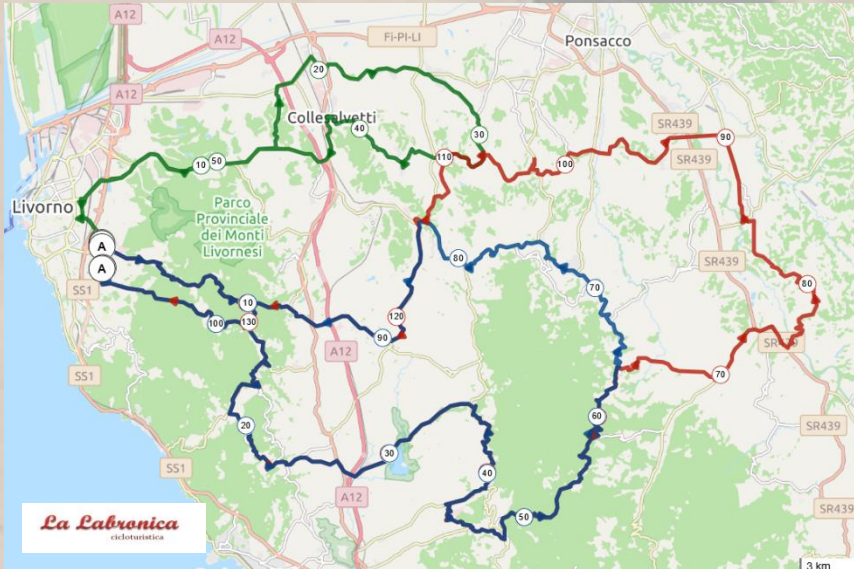 A12
A12
FI-PI-LI
Ponsacco
20
Collesalvetti
40
30
SR439
90
A12
SR439
10
50
110
100
Parco
Provinciale
dei Monti
Livornesi
Livorno
A
A
SS1
80
70
SR439
80
10
100
130
120
90
A12
SR439
70
SS1
60
20
30
SR439
40
SS1
A12
50
SR439
La Labronica
cicloturistica
3 km